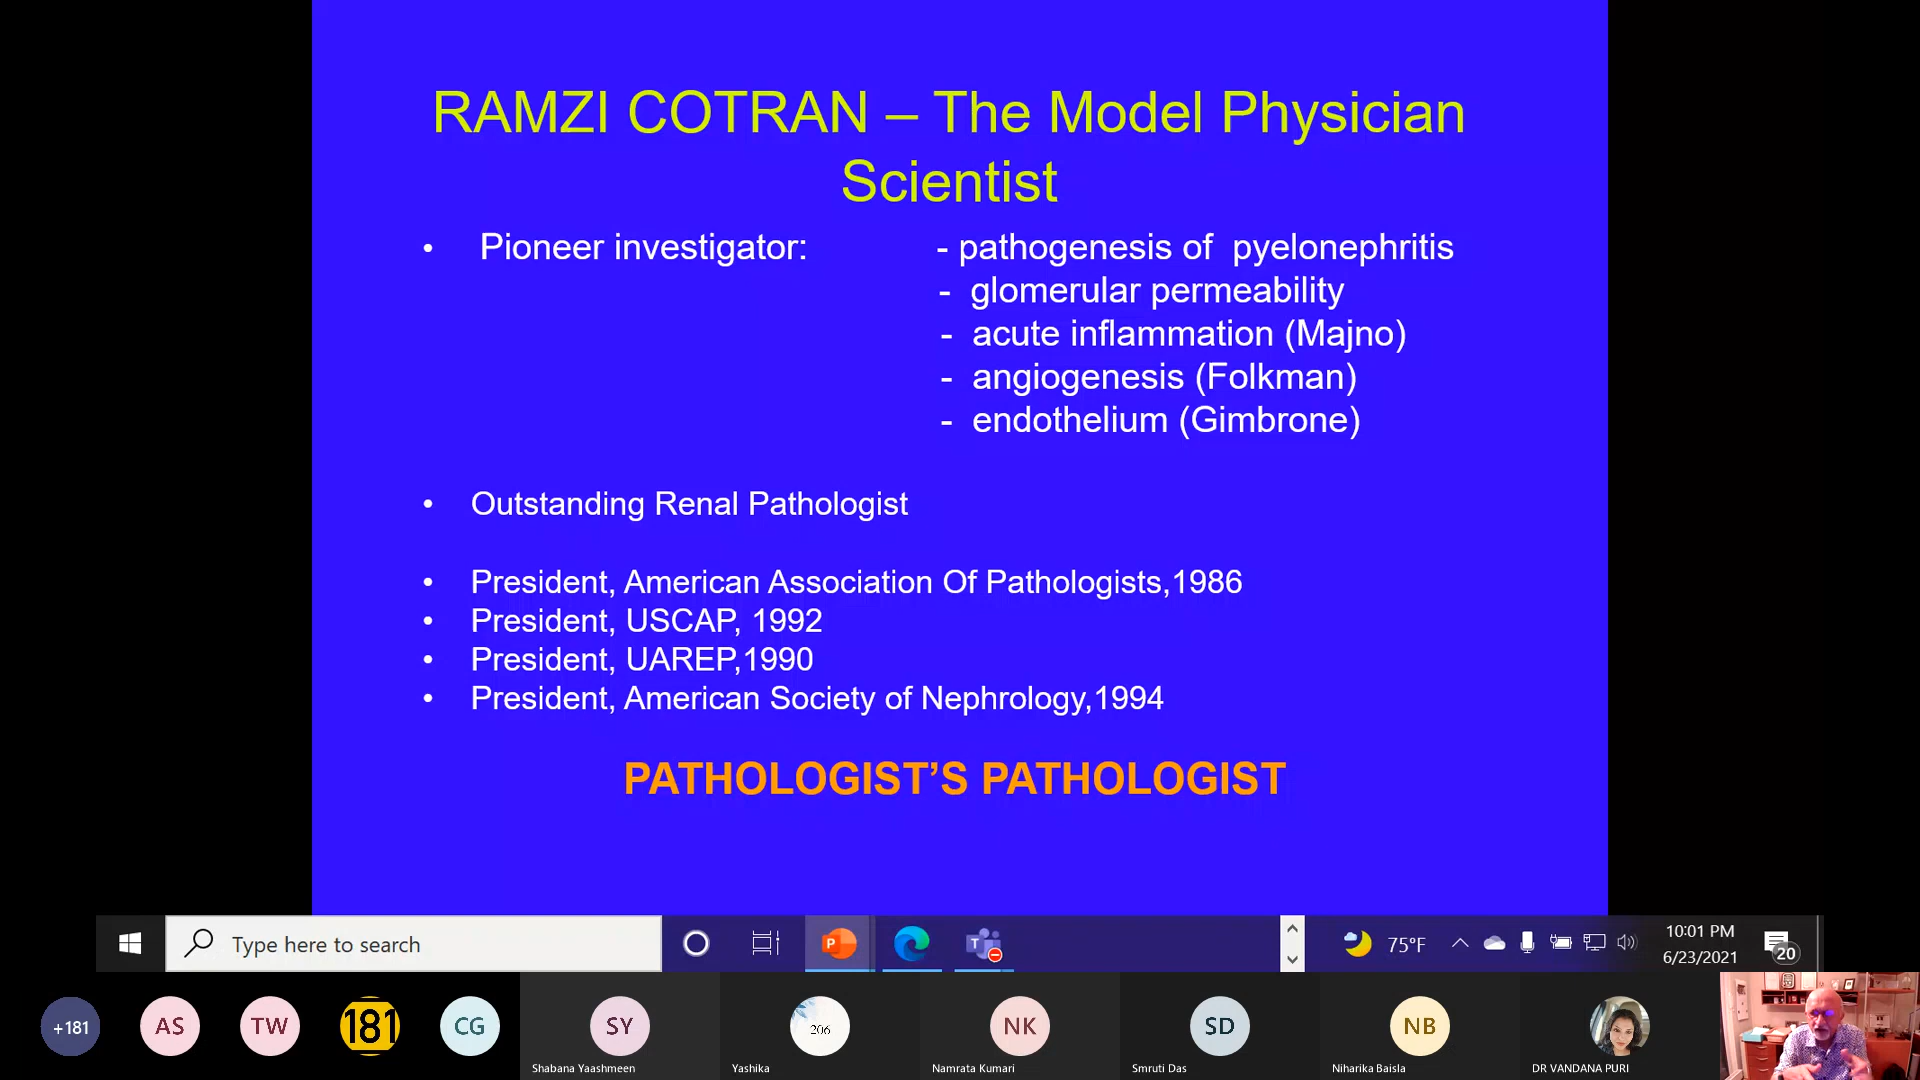 RAMZI COTRAN – The Model Physician
Scientist
• Pioneer investigator: - pathogenesis of pyelonephritis
- glomerular permeability
- acute inflammation (Majno)
- angiogenesis (Folkman)
- endothelium (Gimbrone)
• Outstanding Renal Pathologist
• President, American Association Of Pathologists,1986
• President, USCAP, 1992
• President, UAREP,1990
• President, American Society of Nephrology,1994
PATHOLOGIST’S PATHOLOGIST
Type here to search
75°F
10:01 PM
6/23/2021
20
+181
AS
TW
181
CG
SY
206
NK
SD
NB
Shabana Yaashmeen
Yashika
Namrata Kumari
Smruti Das
Niharika Baisla
DR VANDANA PURI